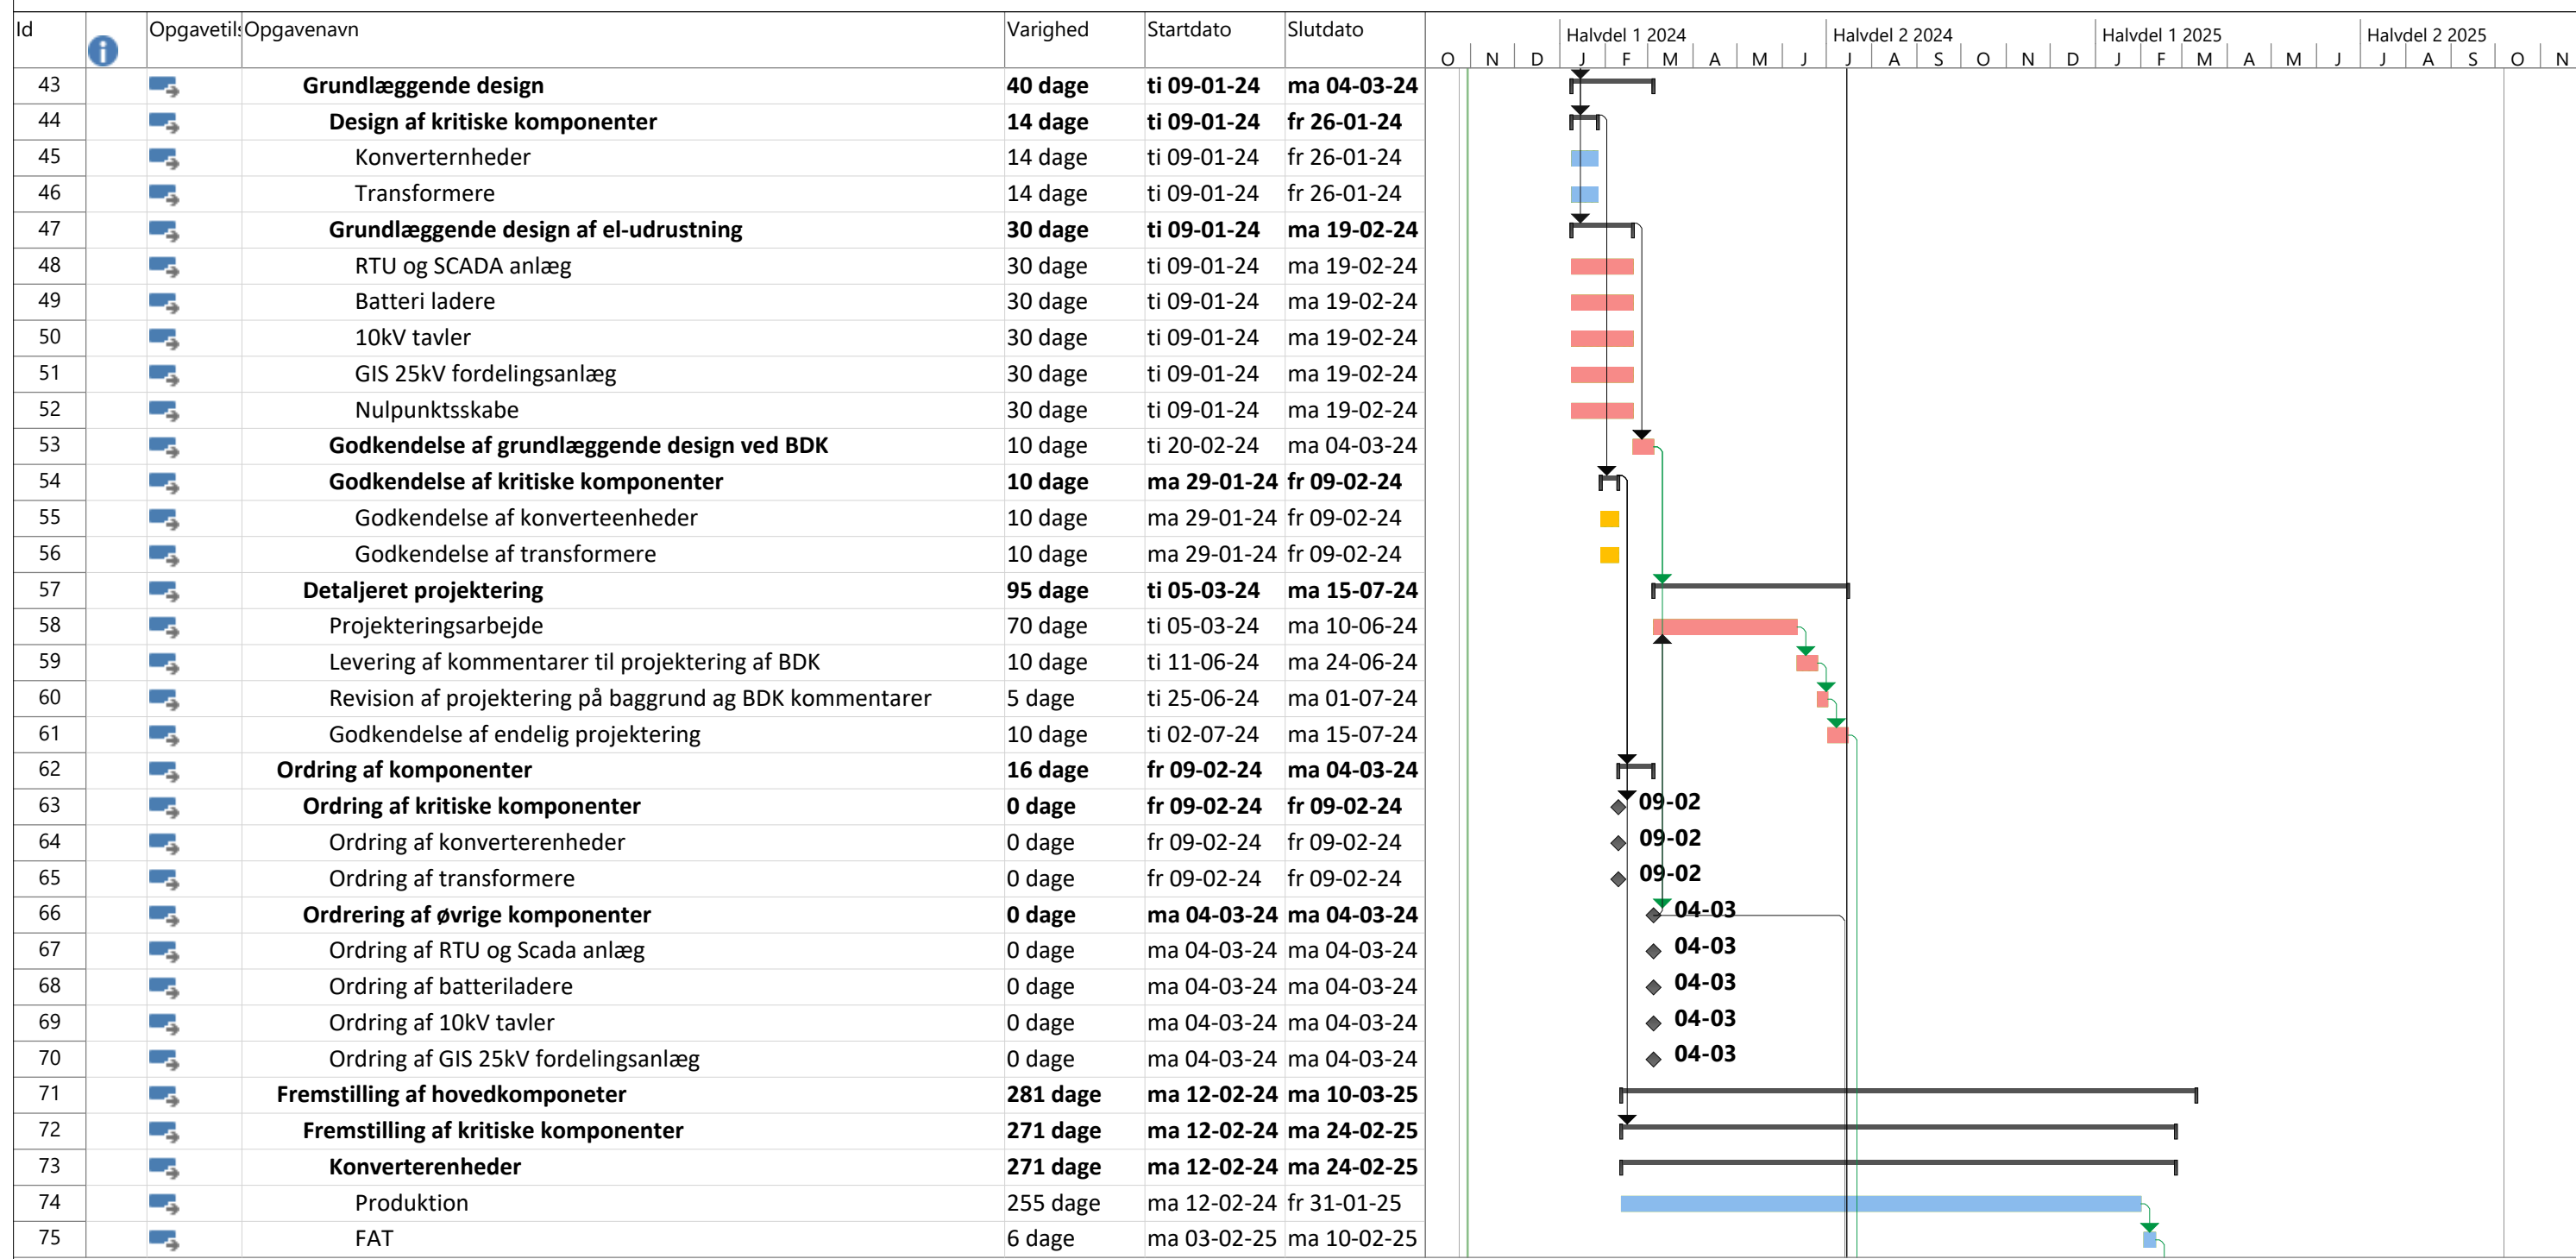 Id Opgavetil: Opgavenavn Varighed Startdato Slutdato
Halvdel 1 2024 Halvdel 2 2024 Halvdel 1 2025 Halvdel 2 2025
O N D J F M A M J J A S O N D J F M A M J J A S O N
43 Grundlæggende design 40 dage ti 09-01-24 ma 04-03-24
44 Design af kritiske komponenter 14 dage ti 09-01-24 fr 26-01-24
45 Konverternheder 14 dage ti 09-01-24 fr 26-01-24
46 Transformere 14 dage ti 09-01-24 fr 26-01-24
47 Grundlæggende design af el-udrustning 30 dage ti 09-01-24 ma 19-02-24
48 RTU og SCADA anlæg 30 dage ti 09-01-24 ma 19-02-24
49 Batteri ladere 30 dage ti 09-01-24 ma 19-02-24
50 10kV tavler 30 dage ti 09-01-24 ma 19-02-24
51 GIS 25kV fordelingsanlæg 30 dage ti 09-01-24 ma 19-02-24
52 Nulpunktsskabe 30 dage ti 09-01-24 ma 19-02-24
53 Godkendelse af grundlæggende design ved BDK 10 dage ti 20-02-24 ma 04-03-24
54 Godkendelse af kritiske komponenter 10 dage ma 29-01-24 fr 09-02-24
55 Godkendelse af konverteenheder 10 dage ma 29-01-24 fr 09-02-24
56 Godkendelse af transformere 10 dage ma 29-01-24 fr 09-02-24
57 Detaljeret projektering 95 dage ti 05-03-24 ma 15-07-24
58 Projekteringsarbejde 70 dage ti 05-03-24 ma 10-06-24
59 Levering af kommentarer til projektering af BDK 10 dage ti 11-06-24 ma 24-06-24
60 Revision af projektering på baggrund ag BDK kommentarer 5 dage ti 25-06-24 ma 01-07-24
61 Godkendelse af endelig projektering 10 dage ti 02-07-24 ma 15-07-24
62 Ordring af komponenter 16 dage fr 09-02-24 ma 04-03-24
63 Ordring af kritiske komponenter 0 dage fr 09-02-24 fr 09-02-24 09-02
64 Ordring af konverterenheder 0 dage fr 09-02-24 fr 09-02-24 09-02
65 Ordring af transformere 0 dage fr 09-02-24 fr 09-02-24 09-02
66 Ordrering af øvrige komponenter 0 dage ma 04-03-24 ma 04-03-24 04-03
67 Ordring af RTU og Scada anlæg 0 dage ma 04-03-24 ma 04-03-24 04-03
68 Ordring af batteriladere 0 dage ma 04-03-24 ma 04-03-24 04-03
69 Ordring af 10kV tavler 0 dage ma 04-03-24 ma 04-03-24 04-03
70 Ordring af GIS 25kV fordelingsanlæg 0 dage ma 04-03-24 ma 04-03-24 04-03
71 Fremstilling af hovedkomponeter 281 dage ma 12-02-24 ma 10-03-25
72 Fremstilling af kritiske komponenter 271 dage ma 12-02-24 ma 24-02-25
73 Konverterenheder 271 dage ma 12-02-24 ma 24-02-25
74 Produktion 255 dage ma 12-02-24 fr 31-01-25
75 FAT 6 dage ma 03-02-25 ma 10-02-25